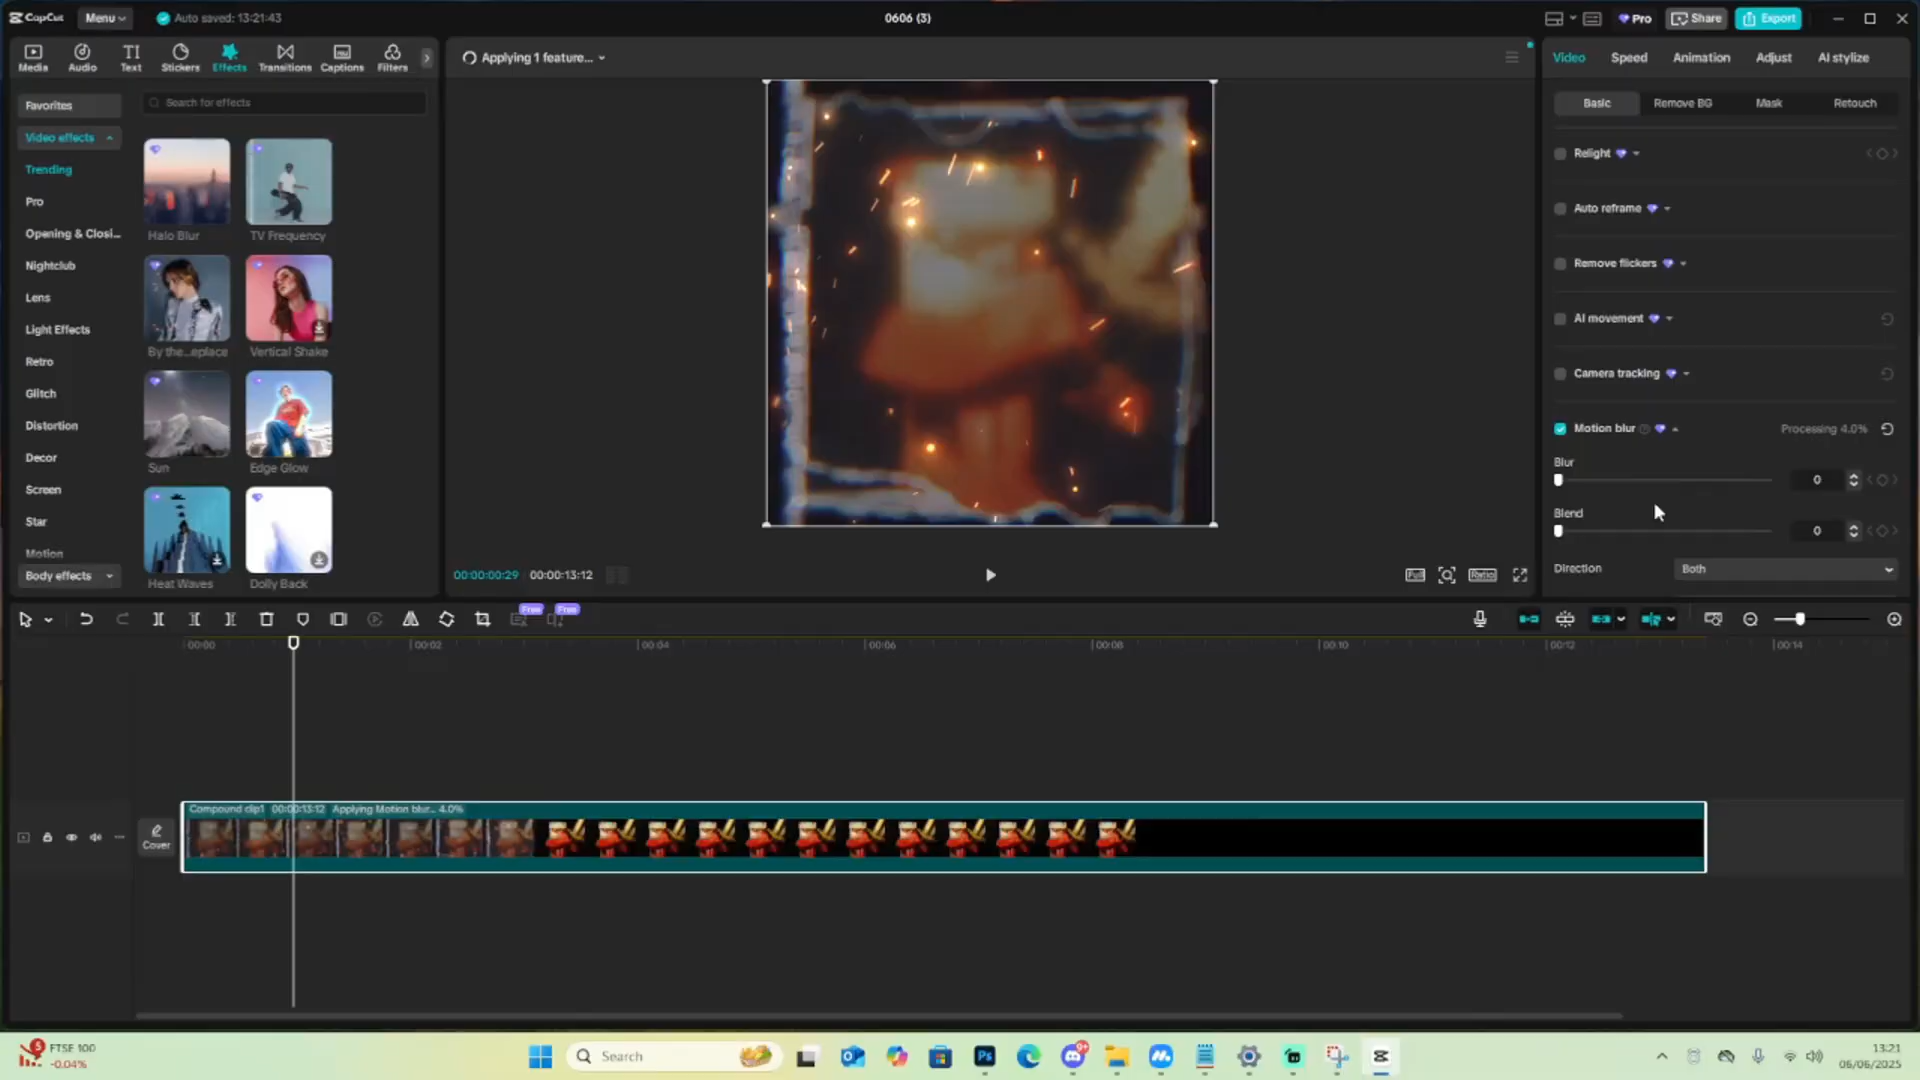 CapCut
Menu
Auto saved: 13:21:43
0606 (3)
Pro
Share
Export
Media
Audio
TI
Text
Stickers
Effects
Transitions
Captions
Filters
Applying 1 feature...
Video
Speed
Animation
Adjust
AI stylize
Favorites
Search for effects
Basic
Remove BG
Mask
Retouch
Video effects
Trending
Pro
Opening & Closi...
Nightclub
Lens
Light Effects
Retro
Glitch
Distortion
Decor
Screen
Star
Motion
Body effects
Halo Blur
TV Frequency
By the...eplace
Vertical Shake
Sun
Edge Glow
Heat Waves
Dolly Back
Relight
Auto reframe
Remove flickers
AI movement
Camera tracking
Motion blur
Processing 4.0%
Blur
0
Blend
0
Direction
Both
00:00:00:29
00:00:13:12
Full
Ratio
Free
Free
00:00
00:02
00:04
00:06
00:08
00:10
00:12
00:14
Compound clip1 00:00:13:12 Applying Motion blur... 4.0%
Cover
5
FTSE 100
-0.04%
Search
Ps
9+
13:21
06/06/2025